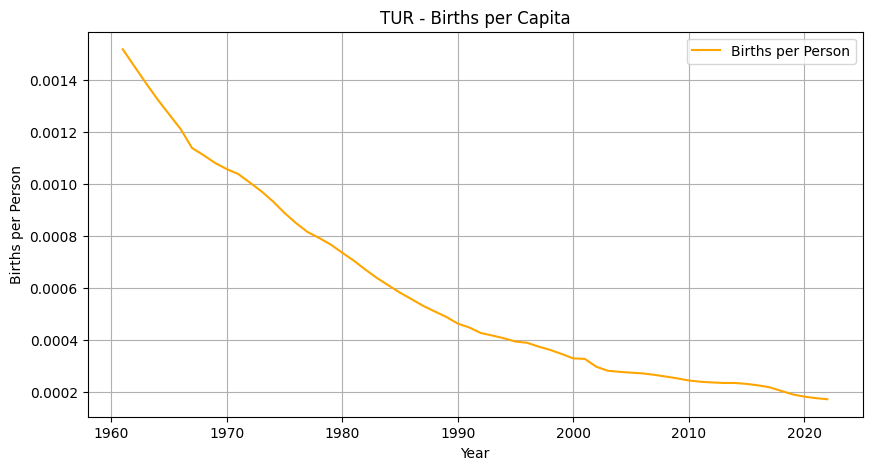 TUR - Births per Capita
Births per Person
0.0014
0.0012
0.0010
0.0008
0.0006
0.0004
0.0002
Births per Person
1960 1970 1980 1990 2000 2010 2020
Year